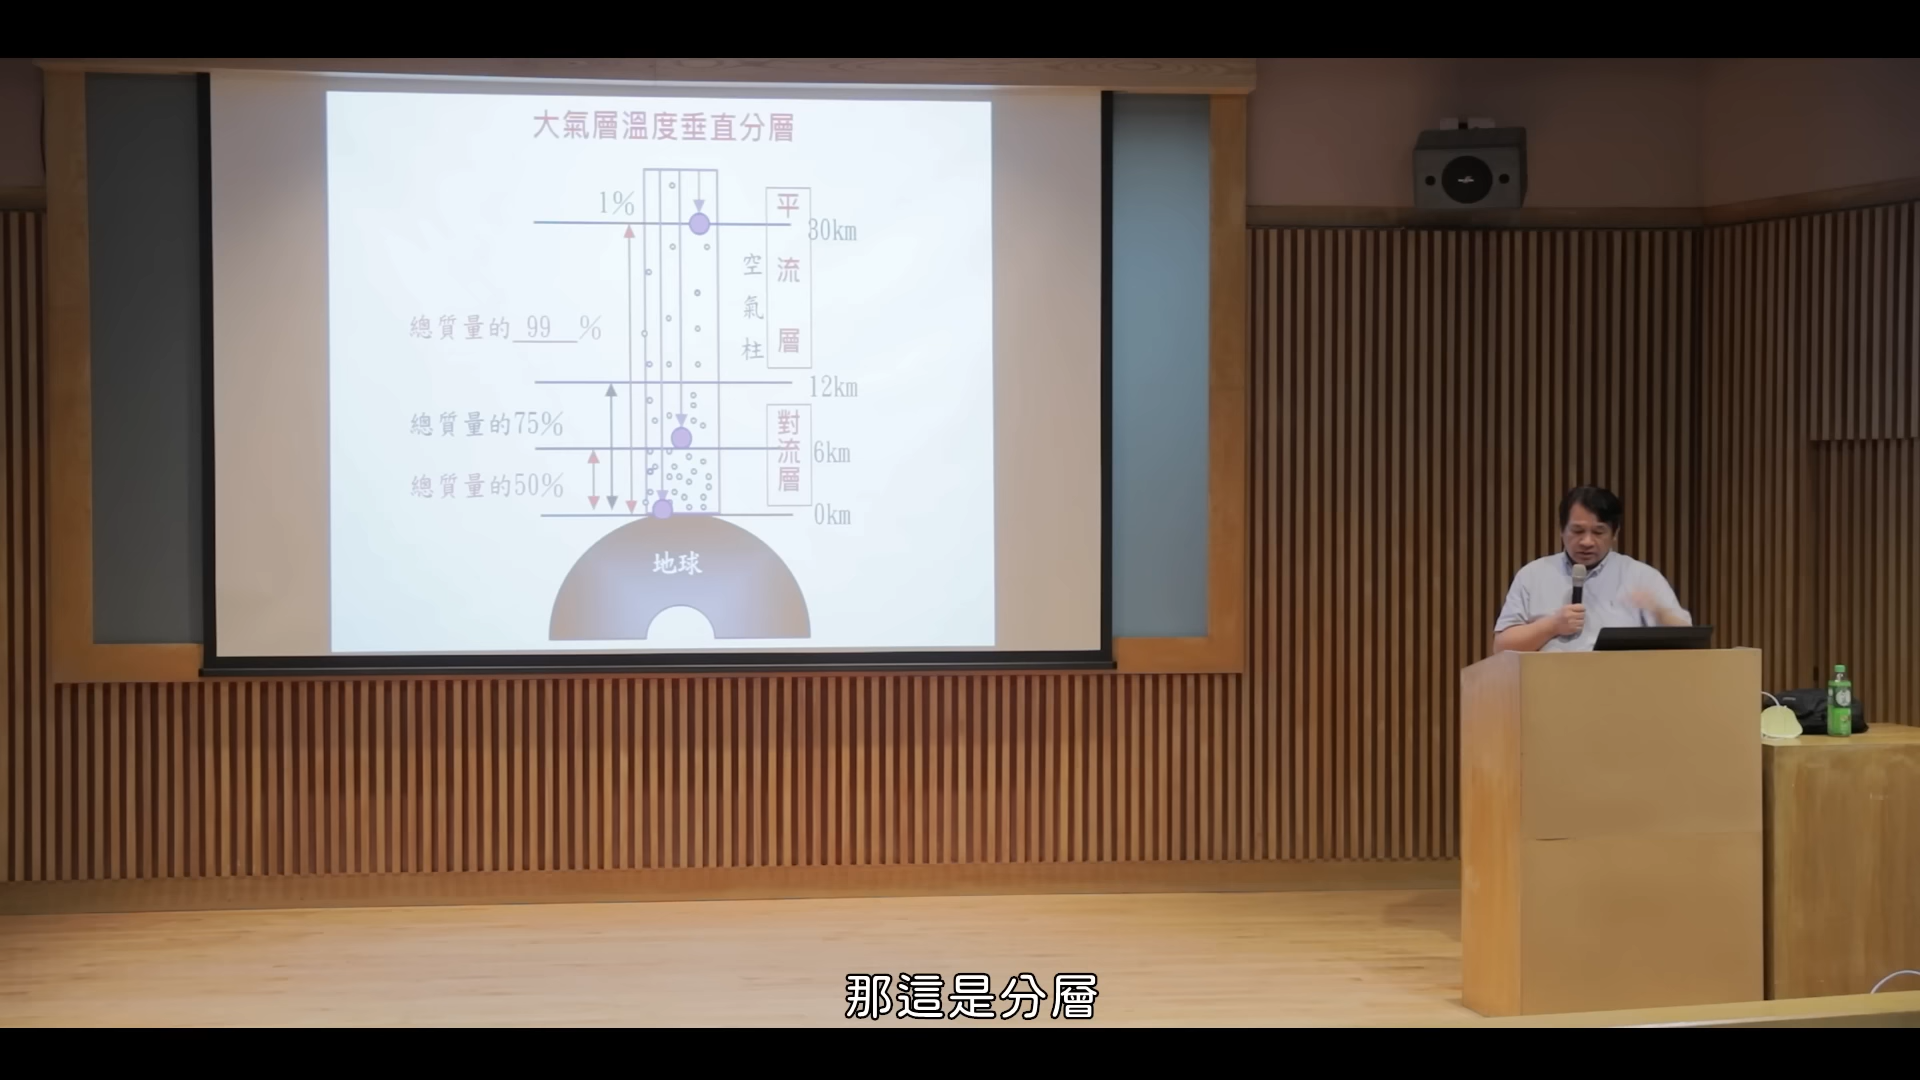 大氣層溫度垂直分層
1%
30km
平流層
空氣柱
總質量的 99 %
12km
總質量的75%
對流層
6km
總質量的50%
0km
地球
那這是分層